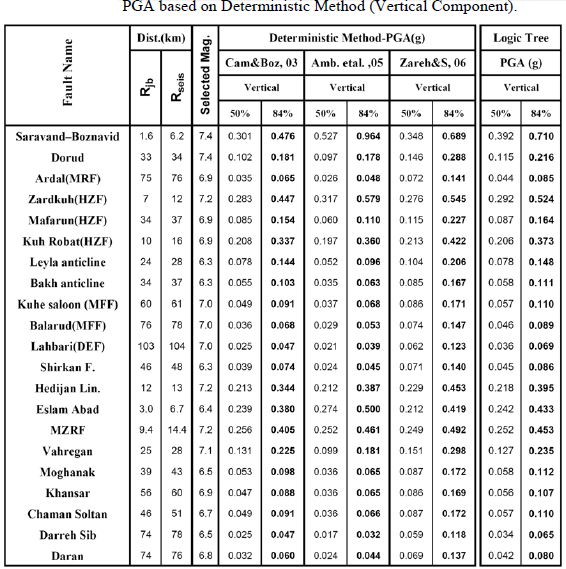 PGA based on Deterministic Method (Vertical Component).
Fault Name Dist.(km) Selected Mag. Deterministic Method-PGA(g) Logic Tree
Rjb Rseis Cam&Boz, 03 Amb. etal. ,05 Zareh&S, 06 PGA (g)
Vertical Vertical Vertical Vertical
50% 84% 50% 84% 50% 84% 50% 84%
Saravand–Boznavid 1.6 6.2 7.4 0.301 0.476 0.527 0.964 0.348 0.689 0.392 0.710
Dorud 33 34 7.4 0.102 0.181 0.097 0.178 0.146 0.288 0.115 0.216
Ardal(MRF) 75 76 6.9 0.035 0.065 0.026 0.048 0.072 0.141 0.044 0.085
Zardkuh(HZF) 7 12 7.2 0.283 0.447 0.317 0.579 0.276 0.545 0.292 0.524
Mafarun(HZF) 34 37 6.9 0.085 0.154 0.060 0.110 0.115 0.227 0.087 0.164
Kuh Robat(HZF) 10 16 6.9 0.208 0.337 0.197 0.360 0.213 0.422 0.206 0.373
Leyla anticline 24 28 6.3 0.078 0.144 0.052 0.096 0.104 0.206 0.078 0.148
Bakh anticline 34 37 6.3 0.055 0.103 0.035 0.063 0.085 0.167 0.058 0.111
Kuhe saloon (MFF) 60 61 7.0 0.049 0.091 0.037 0.068 0.086 0.171 0.057 0.110
Balarud(MFF) 76 78 7.0 0.036 0.068 0.029 0.053 0.074 0.147 0.046 0.089
Lahbari(DEF) 103 104 7.0 0.025 0.047 0.021 0.039 0.062 0.123 0.036 0.069
Shirkan F. 46 48 6.3 0.039 0.074 0.024 0.045 0.071 0.140 0.045 0.086
Hedijan Lin. 12 13 7.2 0.213 0.344 0.212 0.387 0.229 0.453 0.218 0.395
Eslam Abad 3.0 6.7 6.4 0.239 0.380 0.274 0.500 0.212 0.419 0.242 0.433
MZRF 9.4 14.4 7.2 0.256 0.405 0.252 0.461 0.249 0.492 0.252 0.453
Vahregan 25 28 7.1 0.131 0.225 0.099 0.181 0.151 0.298 0.127 0.235
Moghanak 39 43 6.5 0.053 0.098 0.036 0.065 0.087 0.172 0.058 0.112
Khansar 56 60 6.9 0.047 0.088 0.036 0.065 0.086 0.169 0.056 0.107
Chaman Soltan 46 51 6.7 0.049 0.091 0.036 0.066 0.087 0.172 0.057 0.110
Darreh Sib 74 78 6.5 0.025 0.047 0.017 0.032 0.059 0.118 0.034 0.065
Daran 74 76 6.8 0.032 0.060 0.024 0.044 0.069 0.137 0.042 0.080